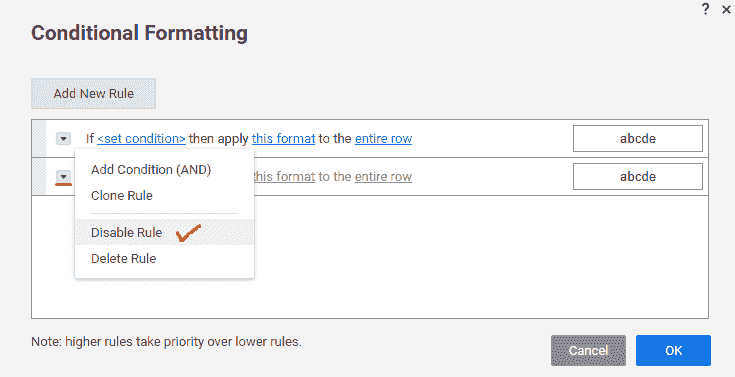 ? ×
Conditional Formatting
Add New Rule
If <set condition> then apply this format to the entire row abcde
this format to the entire row abcde
Add Condition (AND)
Clone Rule
Disable Rule
Delete Rule
Note: higher rules take priority over lower rules.
Cancel OK